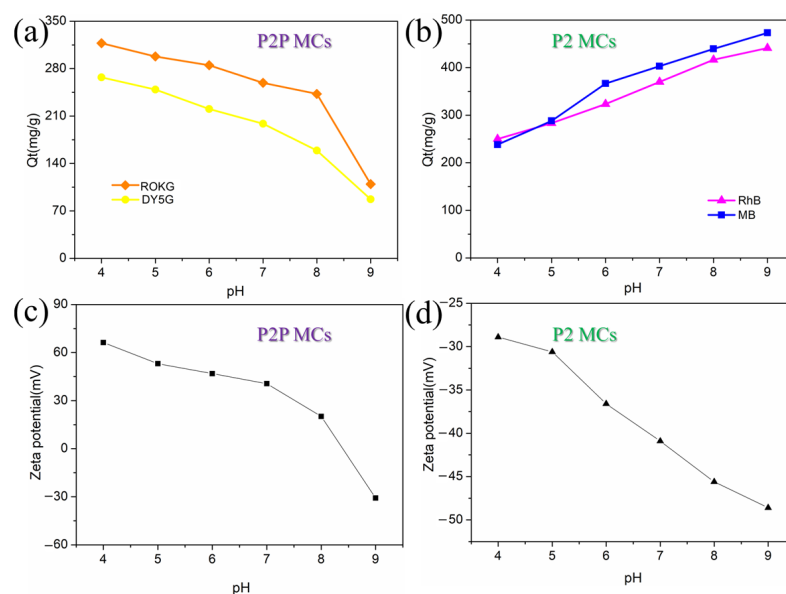 (a)
P2P MCs
350
280
210
140
70
0
Qt(mg/g)
ROKG
DY5G
4 5 6 7 8 9
pH
(b)
P2 MCs
500
400
300
200
100
0
Qt(mg/g)
RhB
MB
4 5 6 7 8 9
pH
(c)
P2P MCs
90
60
30
0
−30
−60
Zeta potential(mV)
4 5 6 7 8 9
pH
(d)
P2 MCs
−25
−30
−35
−40
−45
−50
Zeta potential(mV)
4 5 6 7 8 9
pH